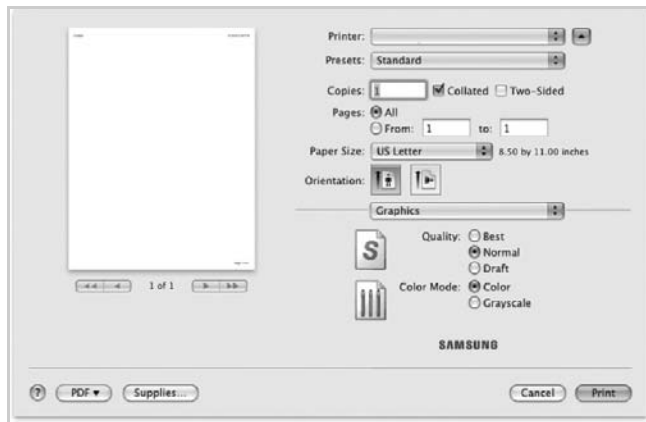 Printer:
Presets: Standard
Copies: 1 Collated Two-Sided
Pages: All
From: 1 to: 1
Paper Size: US Letter 8.50 by 11.00 inches
Orientation:
Graphics
S
Quality: Best
Normal
Draft
1 of 1
Color Mode: Color
Grayscale
SAMSUNG
? PDF Supplies... Cancel Print